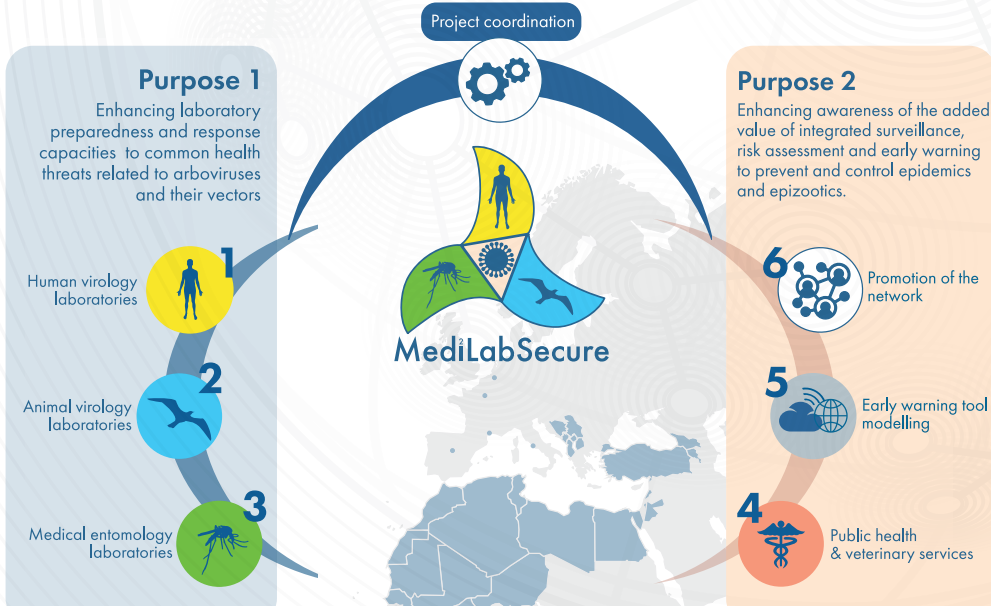 Project coordination
Purpose 1
Enhancing laboratory
preparedness and response
capacities to common health
threats related to arboviruses
and their vectors
1
Human virology
laboratories
2
Animal virology
laboratories
3
Medical entomology
laboratories
MediLabSecure
2
Purpose 2
Enhancing awareness of the added
value of integrated surveillance,
risk assessment and early warning
to prevent and control epidemics
and epizootics.
6
Promotion of the
network
5
Early warning tool
modelling
4
Public health
& veterinary services